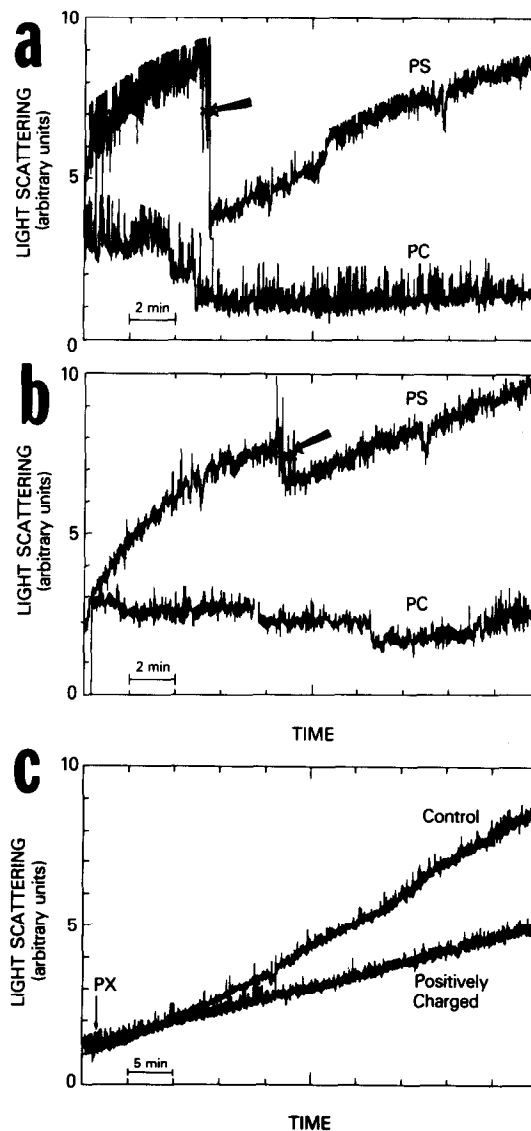 a
10
5
0
LIGHT SCATTERING
(arbitrary units)
PS
PC
2 min
b
10
5
0
LIGHT SCATTERING
(arbitrary units)
PS
PC
2 min
TIME
c
10
5
0
LIGHT SCATTERING
(arbitrary units)
Control
PX
Positively
Charged
5 min
TIME